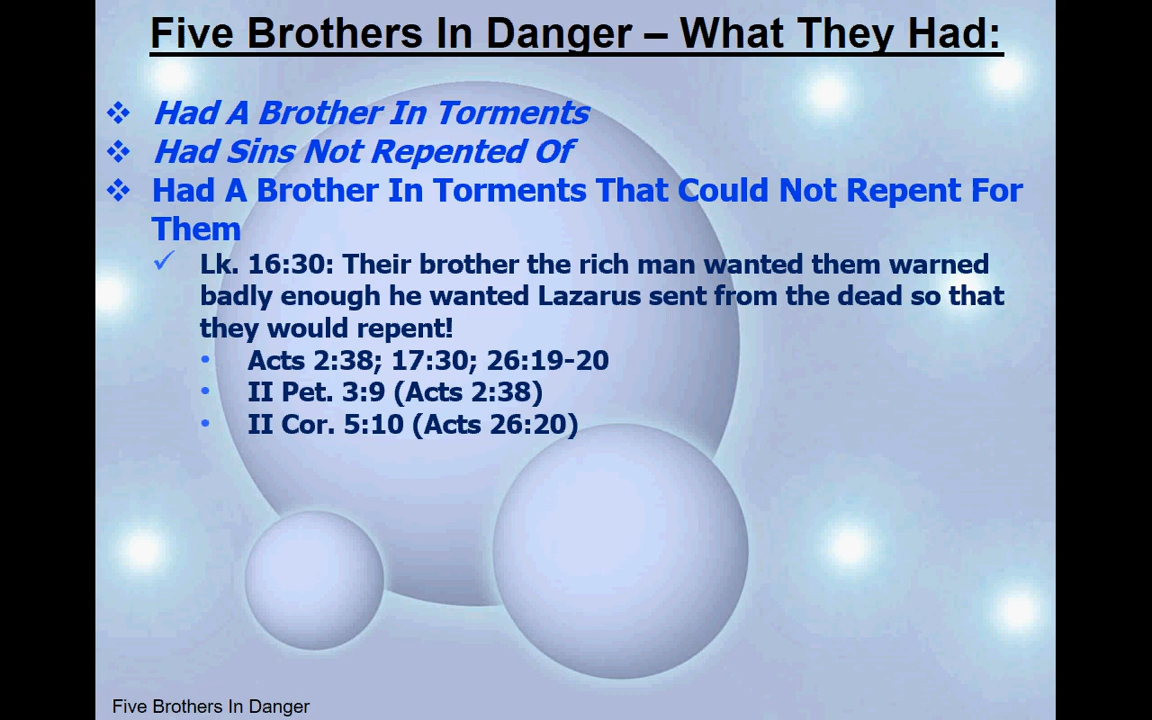 Five Brothers In Danger – What They Had:
❖ Had A Brother In Torments
❖ Had Sins Not Repented Of
❖ Had A Brother In Torments That Could Not Repent For
Them
✓ Lk. 16:30: Their brother the rich man wanted them warned
badly enough he wanted Lazarus sent from the dead so that
they would repent!
• Acts 2:38; 17:30; 26:19-20
• II Pet. 3:9 (Acts 2:38)
• II Cor. 5:10 (Acts 26:20)
Five Brothers In Danger